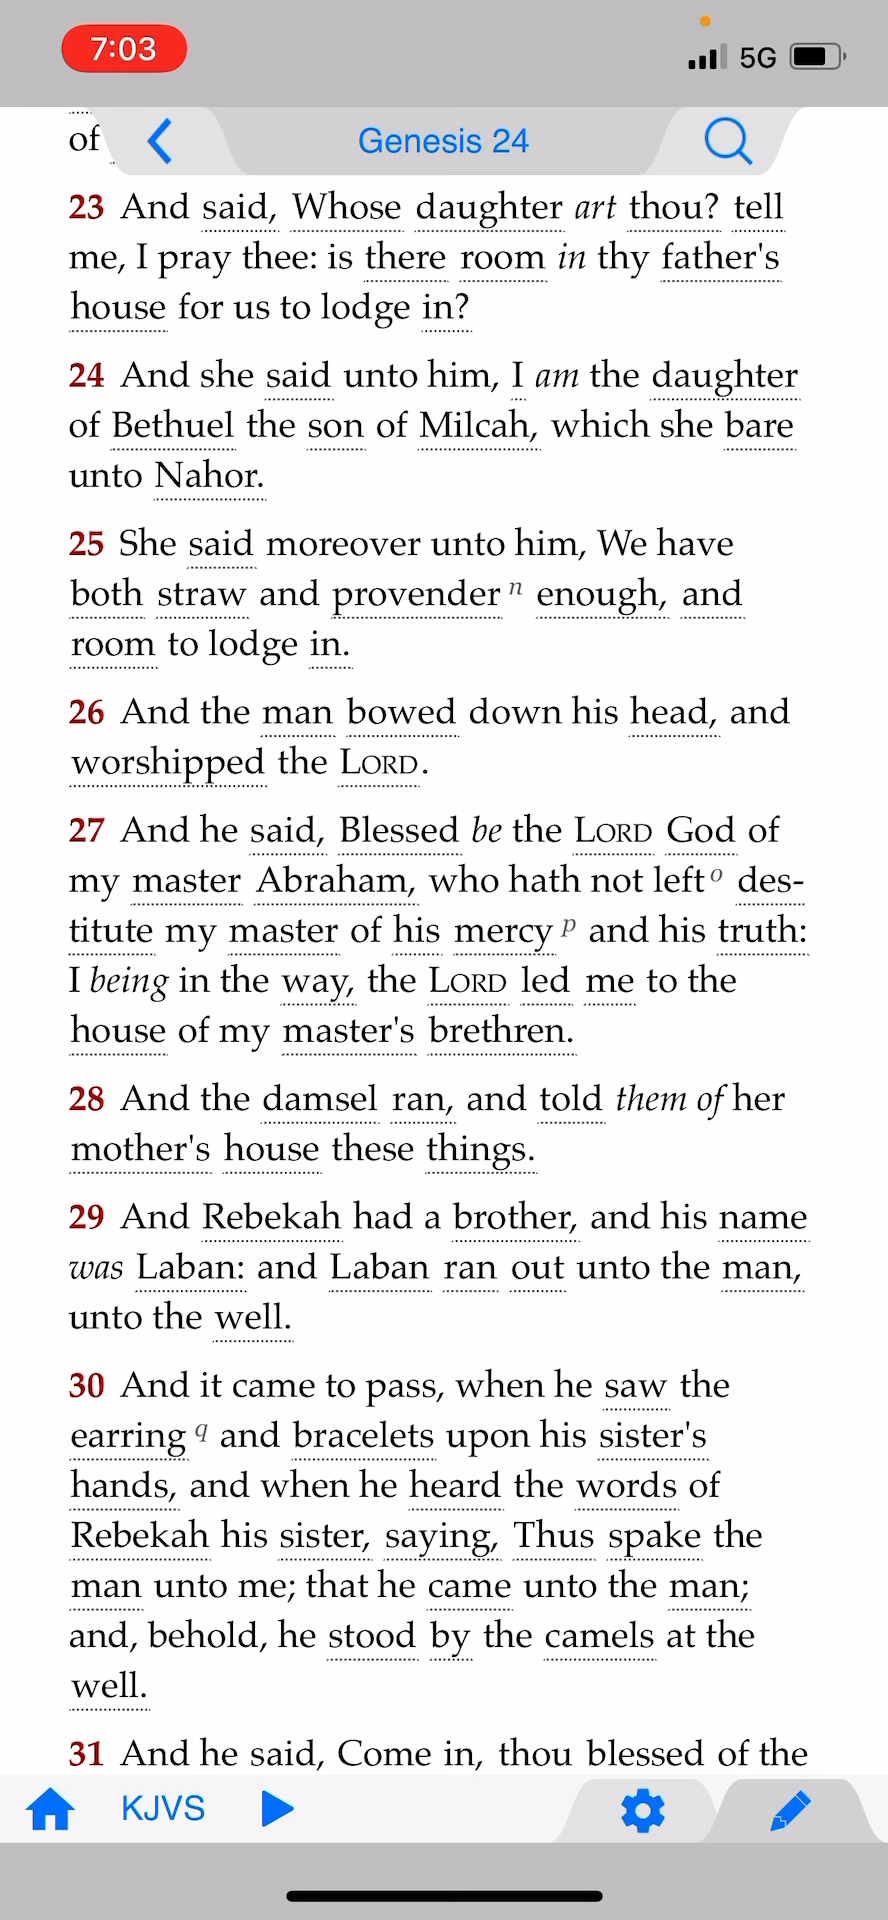 7:03
5G
of
Genesis 24
23 And said, Whose daughter art thou? tell
me, I pray thee: is there room in thy father's
house for us to lodge in?
24 And she said unto him, I am the daughter
of Bethuel the son of Milcah, which she bare
unto Nahor.
25 She said moreover unto him, We have
both straw and provender n enough, and
room to lodge in.
26 And the man bowed down his head, and
worshipped the LORD.
27 And he said, Blessed be the LORD God of
my master Abraham, who hath not left o des-
titute my master of his mercy p and his truth:
I being in the way, the LORD led me to the
house of my master's brethren.
28 And the damsel ran, and told them of her
mother's house these things.
29 And Rebekah had a brother, and his name
was Laban: and Laban ran out unto the man,
unto the well.
30 And it came to pass, when he saw the
earring q and bracelets upon his sister's
hands, and when he heard the words of
Rebekah his sister, saying, Thus spake the
man unto me; that he came unto the man;
and, behold, he stood by the camels at the
well.
31 And he said, Come in, thou blessed of the
KJVS